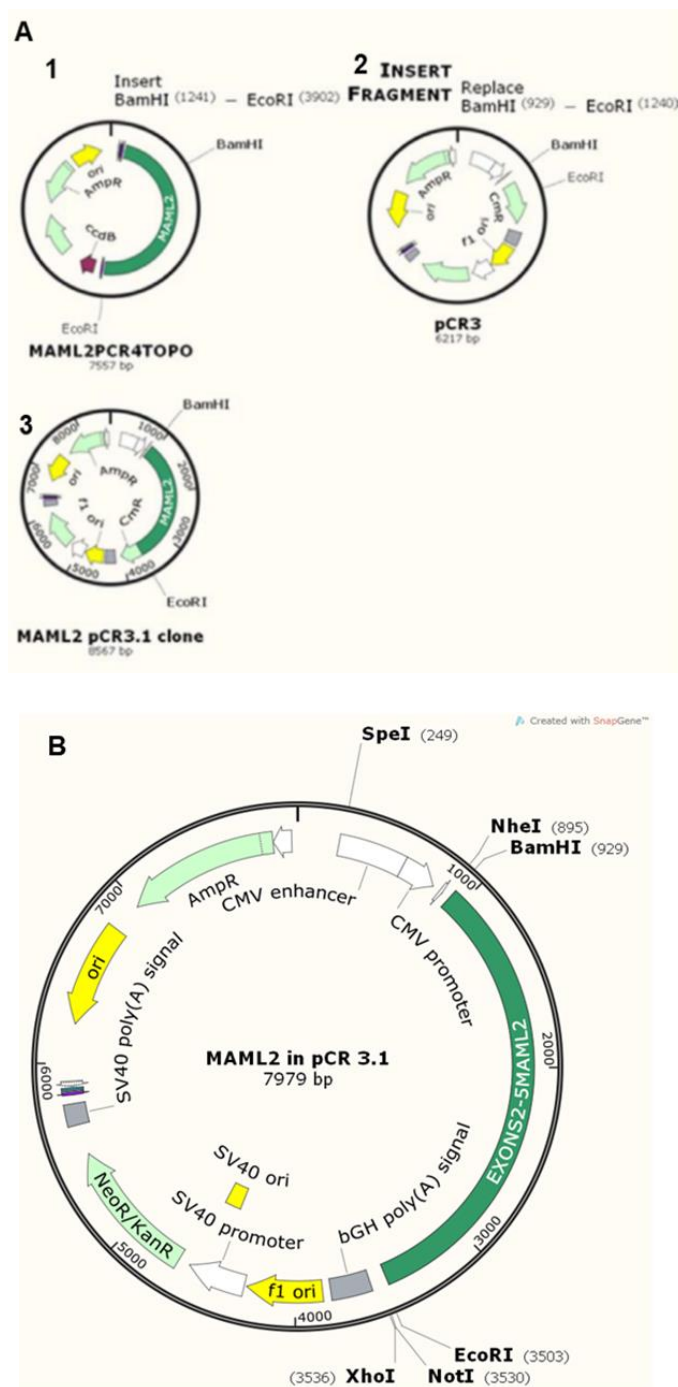 A
1
2
Insert
BamHI (1241) – EcoRI (3902)
INSERT
FRAGMENT
Replace
BamHI (929) – EcoRI (1240)
BamHI
ori
AmpR
MAML2
ccdB
EcoRI
MAML2PCR4TOPO
7557 bp
BamHI
EcoRI
AmpR
CmR
ori
f1 ori
pCR3
6217 bp
3
BamHI
8000
1000
7000
2000
ori
AmpR
MAML2
f1 ori
CmR
6000
3000
5000
4000
EcoRI
MAML2 pCR3.1 clone
8567 bp
B
Created with SnapGene™
SpeI (249)
NheI (895)
BamHI (929)
1000
7000
AmpR
CMV enhancer
CMV promoter
ori
SV40 poly(A) signal
2000
MAML2 in pCR 3.1
7979 bp
6000
EXONS2-5MAML2
SV40 ori
SV40 promoter
bGH poly(A) signal
NeoR/KanR
3000
5000
f1 ori
4000
EcoRI (3503)
(3536) XhoI
NotI (3530)